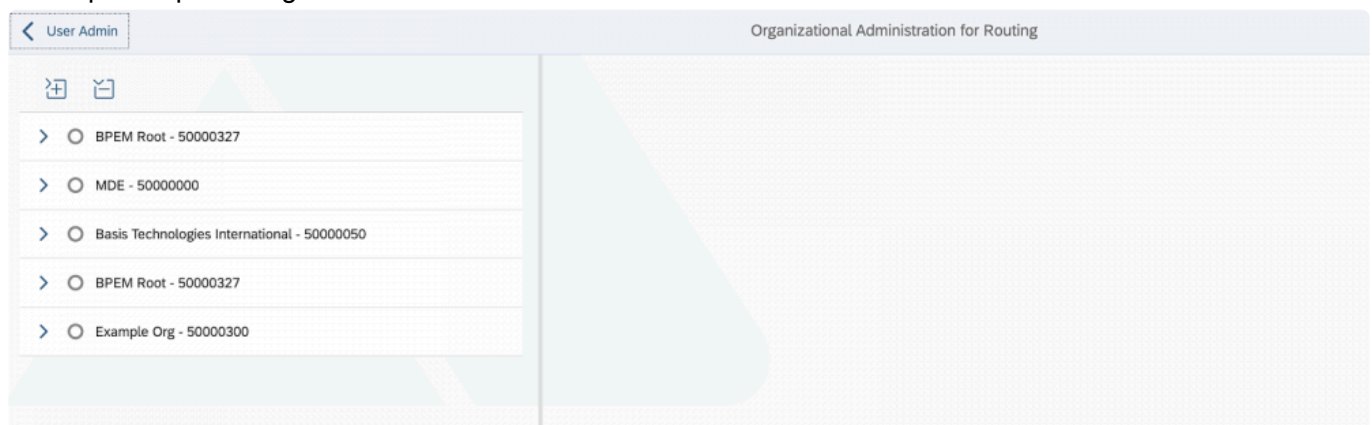 User Admin
Organizational Administration for Routing
BPEM Root - 50000327
MDE - 50000000
Basis Technologies International - 50000050
BPEM Root - 50000327
Example Org - 50000300